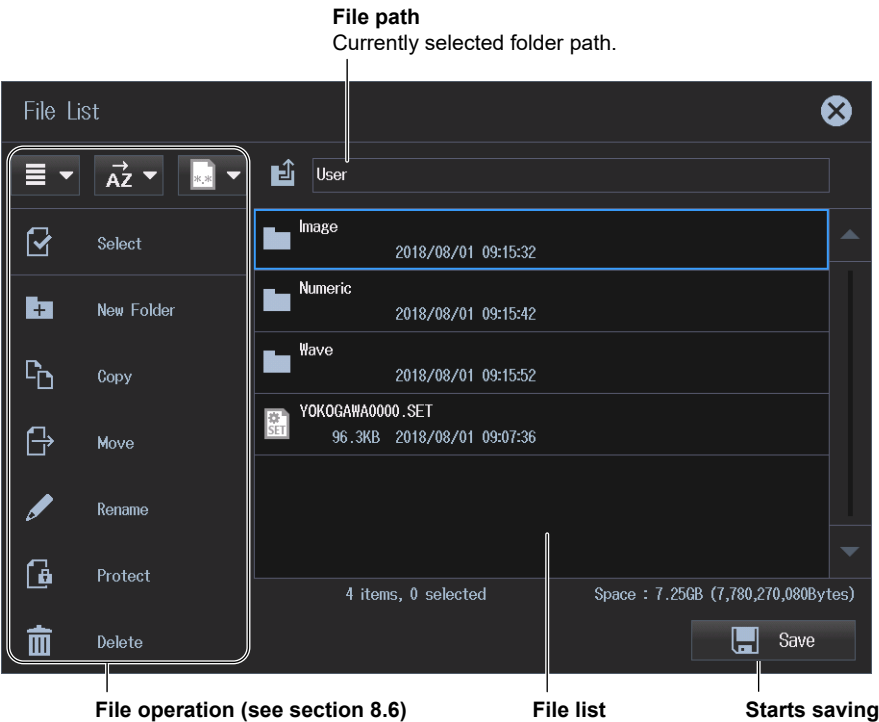 File path
Currently selected folder path.
File List
AZ
*.*
User
Select
New Folder
Copy
Move
Rename
Protect
Delete
Image
2018/08/01 09:15:32
Numeric
2018/08/01 09:15:42
Wave
2018/08/01 09:15:52
SET
YOKOGAWA0000.SET
96.3KB 2018/08/01 09:07:36
4 items, 0 selected
Space : 7.25GB (7,780,270,080Bytes)
Save
File operation (see section 8.6)
File list
Starts saving